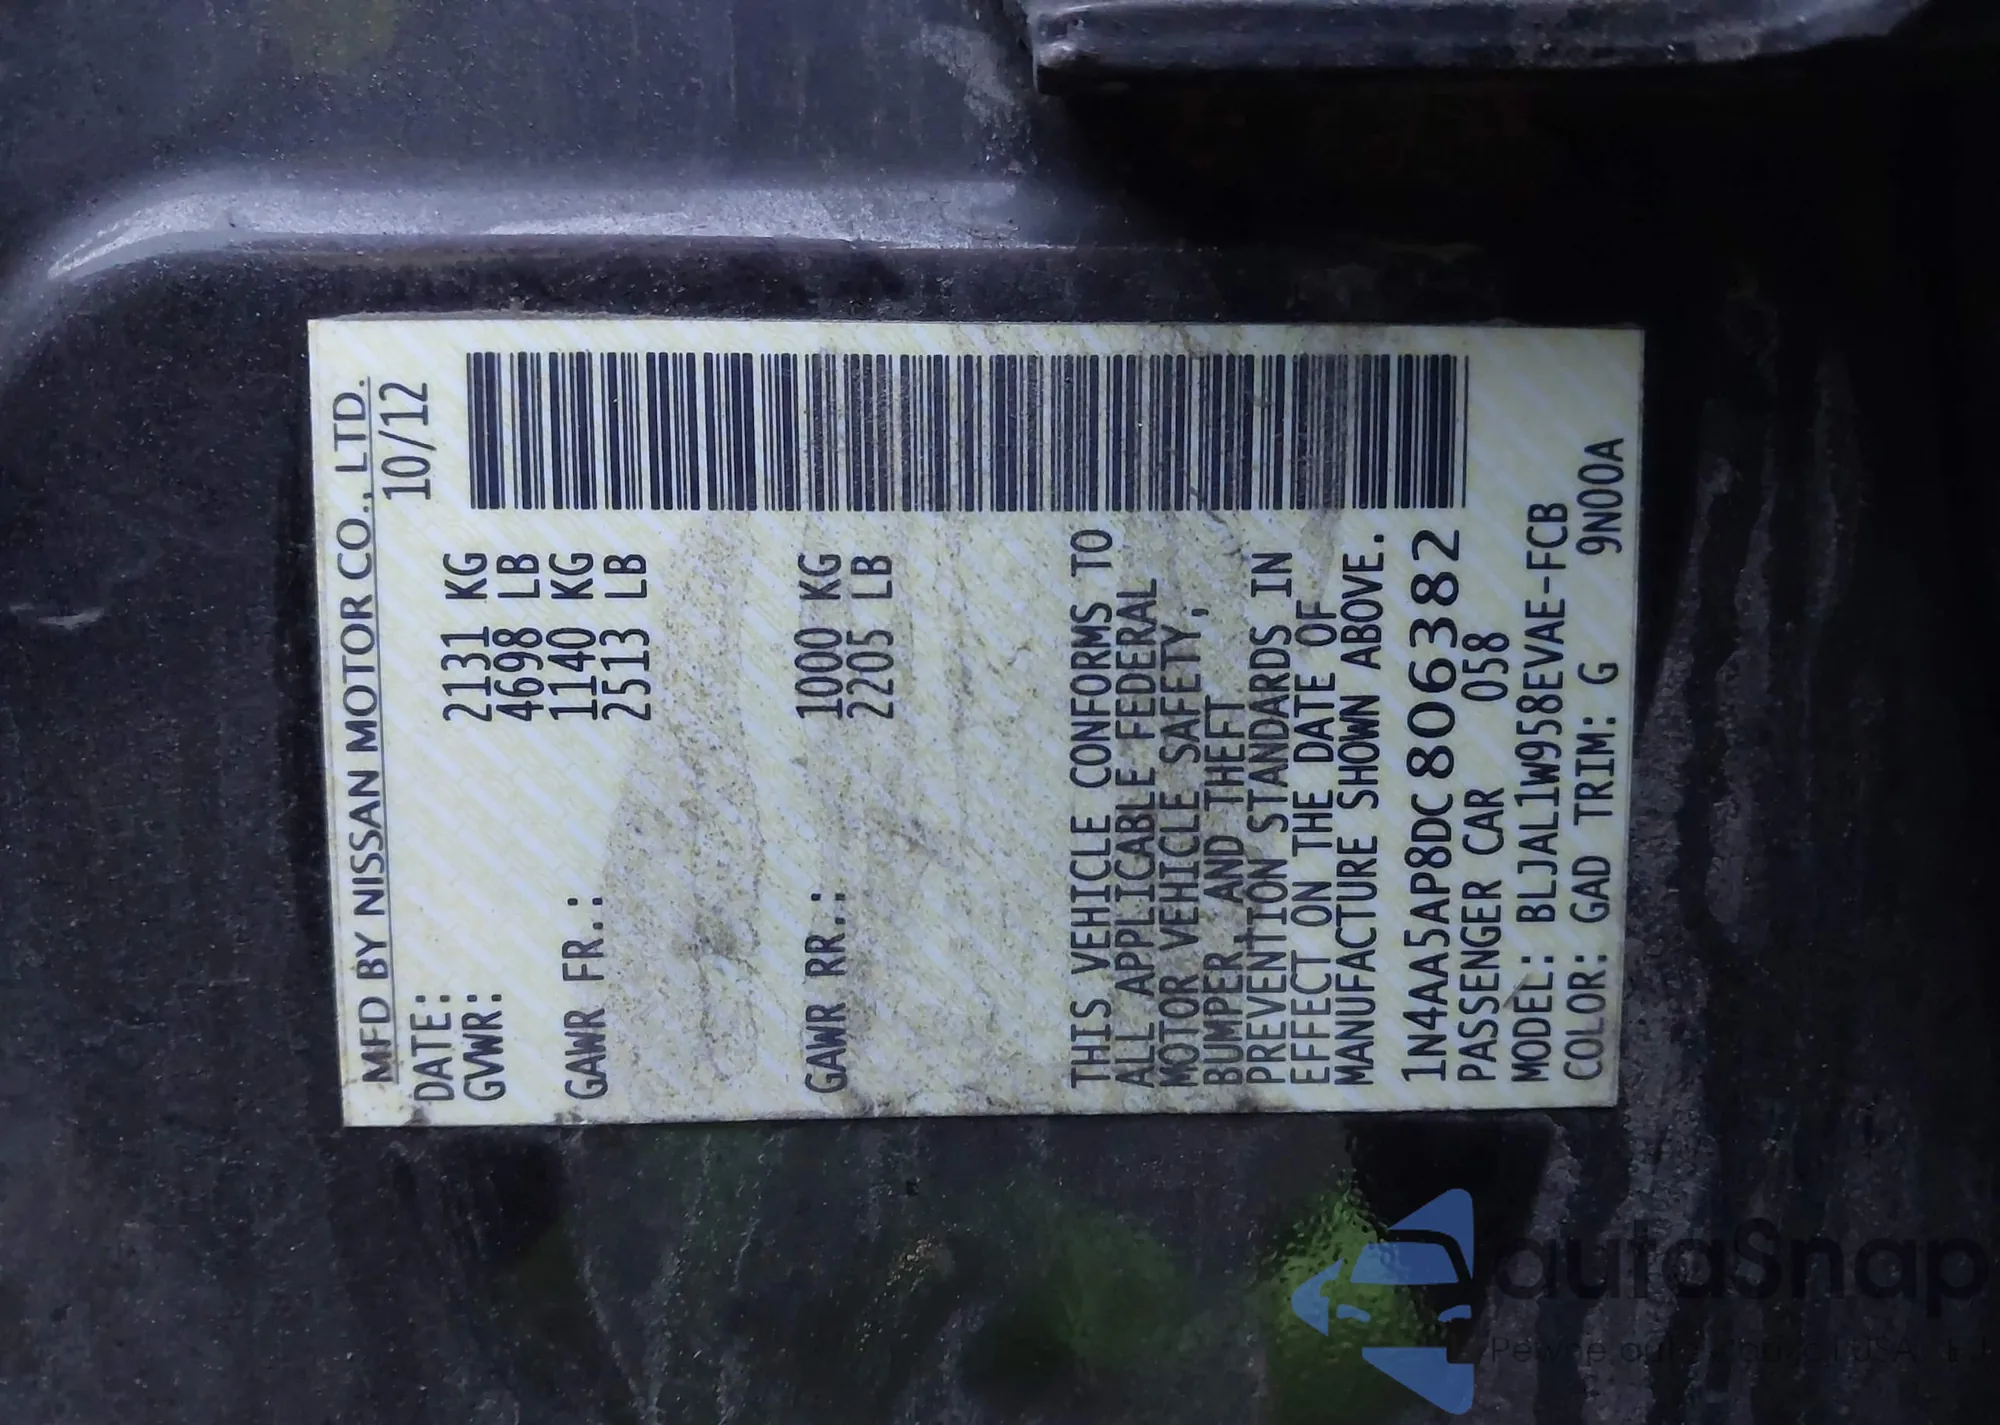 MFD BY NISSAN MOTOR CO., LTD.
DATE: 10/12
GVWR: 2131 KG
4698 LB
GAWR FR.: 1140 KG
2513 LB
GAWR RR.: 1000 KG
2205 LB
THIS VEHICLE CONFORMS TO
ALL APPLICABLE FEDERAL
MOTOR VEHICLE SAFETY,
BUMPER AND THEFT
PREVENTION STANDARDS IN
EFFECT ON THE DATE OF
MANUFACTURE SHOWN ABOVE.
1N4AA5AP8DC806382
PASSENGER CAR 058
MODEL: BLJAL1W958EVAE-FCB
COLOR: GAD TRIM: G 9N00A
autoSnap